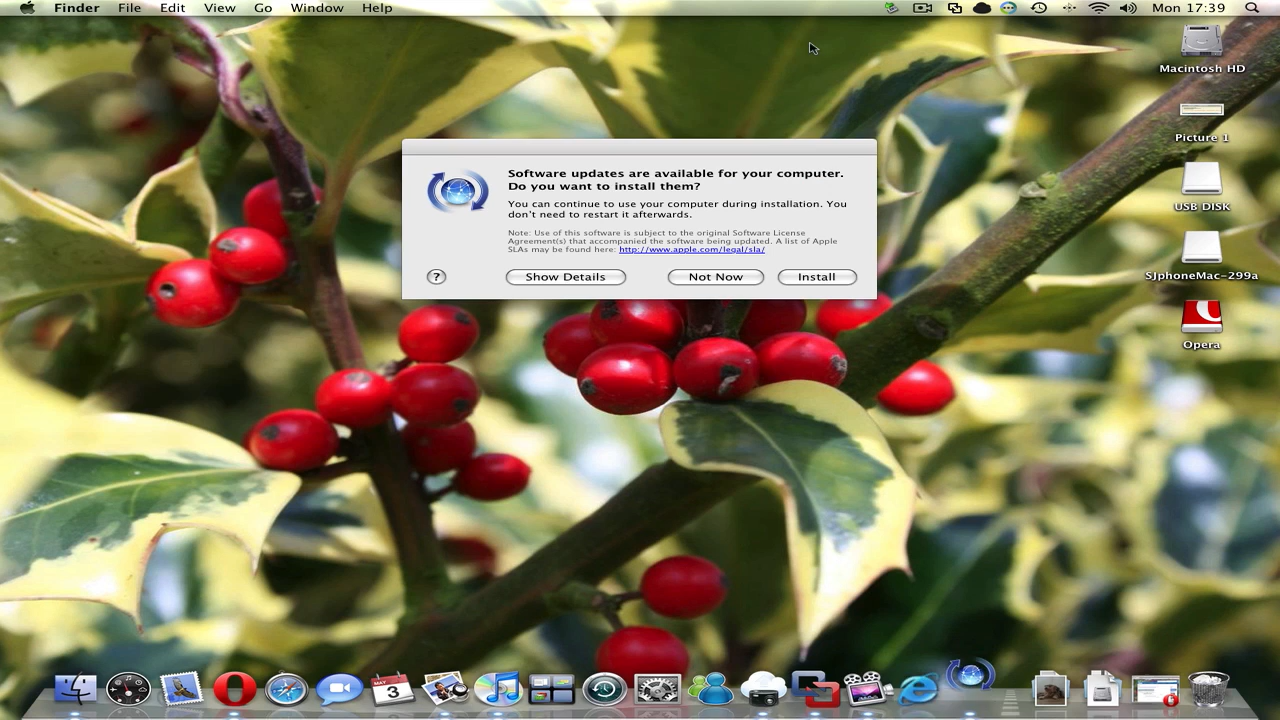 Finder File Edit View Go Window Help Mon 17:39
Macintosh HD
Picture 1
USB DISK
SJphoneMac-299a
Opera
Software updates are available for your computer.
Do you want to install them?
You can continue to use your computer during installation. You
don't need to restart it afterwards.
Note: Use of this software is subject to the original Software License
Agreement(s) that accompanied the software being updated. A list of Apple
SLAs may be found here: http://www.apple.com/legal/sla/
? Show Details Not Now Install
MAY
3